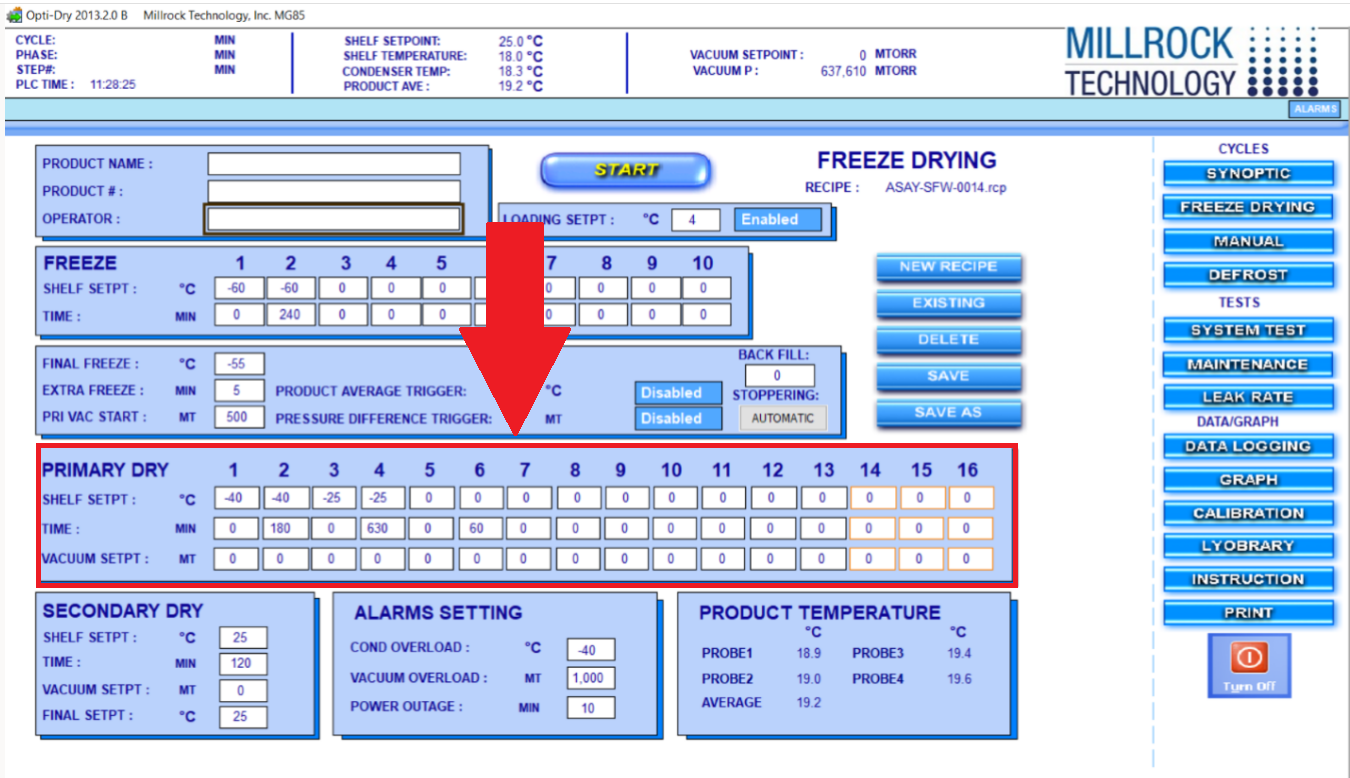 Opti-Dry 2013.2.0 B Millrock Technology, Inc. MG85
CYCLE: MIN SHELF SETPOINT: 25.0 °C
PHASE: MIN SHELF TEMPERATURE: 18.0 °C VACUUM SETPOINT : 0 MTORR
STEP#: MIN CONDENSER TEMP: 18.3 °C VACUUM P : 637,610 MTORR
PLC TIME : 11:28:25 PRODUCT AVE : 19.2 °C
MILLROCK
TECHNOLOGY
ALARMS
PRODUCT NAME :
PRODUCT # :
OPERATOR :
START
FREEZE DRYING
RECIPE : ASAY-SFW-0014.rcp
LOADING SETPT : °C 4 Enabled
FREEZE 1 2 3 4 5 7 8 9 10
SHELF SETPT : °C -60 -60 0 0 0 0 0 0 0
TIME : MIN 0 240 0 0 0 0 0 0 0
NEW RECIPE
EXISTING
DELETE
SAVE
SAVE AS
FINAL FREEZE : °C -55
EXTRA FREEZE : MIN 5 PRODUCT AVERAGE TRIGGER: °C Disabled
PRI VAC START : MT 500 PRESSURE DIFFERENCE TRIGGER: MT Disabled
BACK FILL:
0
STOPPERING:
AUTOMATIC
PRIMARY DRY 1 2 3 4 5 6 7 8 9 10 11 12 13 14 15 16
SHELF SETPT : °C -40 -40 -25 -25 0 0 0 0 0 0 0 0 0 0 0 0
TIME : MIN 0 180 0 630 0 60 0 0 0 0 0 0 0 0 0 0
VACUUM SETPT : MT 0 0 0 0 0 0 0 0 0 0 0 0 0 0 0 0
SECONDARY DRY
SHELF SETPT : °C 25
TIME : MIN 120
VACUUM SETPT : MT 0
FINAL SETPT : °C 25
ALARMS SETTING
COND OVERLOAD : °C -40
VACUUM OVERLOAD : MT 1,000
POWER OUTAGE : MIN 10
PRODUCT TEMPERATURE
°C °C
PROBE1 18.9 PROBE3 19.4
PROBE2 19.0 PROBE4 19.6
AVERAGE 19.2
CYCLES
SYNOPTIC
FREEZE DRYING
MANUAL
DEFROST
TESTS
SYSTEM TEST
MAINTENANCE
LEAK RATE
DATA/GRAPH
DATA LOGGING
GRAPH
CALIBRATION
LYOBRARY
INSTRUCTION
PRINT
Turn Off